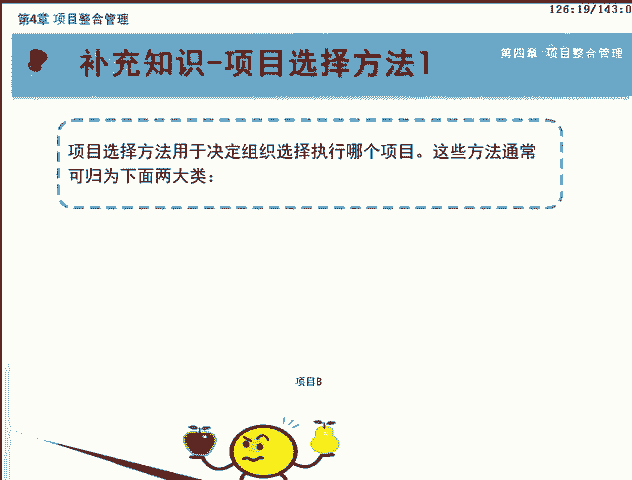 第4章 项目整合管理
126:19/143:0
补充知识-项目选择方法1
第四章 项目整合管理
项目选择方法用于决定组织选择执行哪个项目。这些方法通常
可归为下面两大类：
项目B